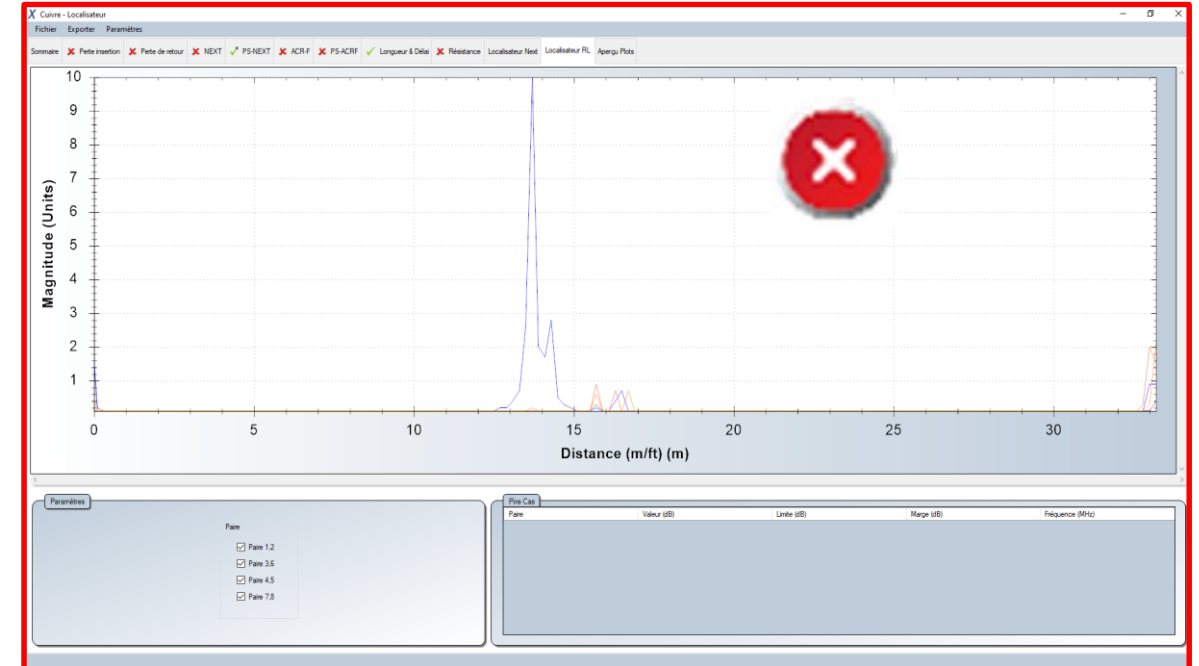 Cuivre - Localisateur
Fichier Exporter Paramètres
Sommaire Perte insertion Perte de retour NEXT PS-NEXT ACR-F PS-ACRF Longueur & Délai Résistance Localisateur Next Localisateur RL Aperçu Plots
10
9
8
7
6
5
4
3
2
1
Magnitude (Units)
0 5 10 15 20 25 30
Distance (m/ft) (m)
Paramètres
Paire
Paire 1,2
Paire 3,6
Paire 4,5
Paire 7,8
Pire Cas
Paire Valeur (dB) Limite (dB) Marge (dB) Fréquence (MHz)